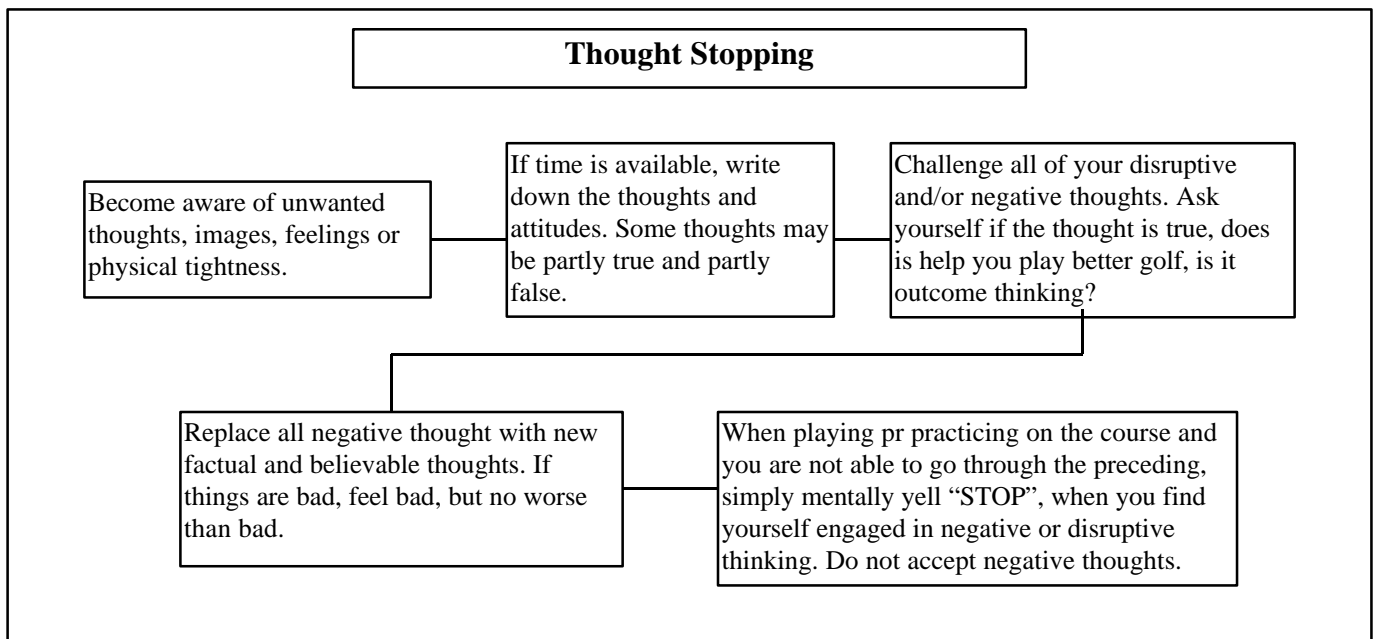 Thought Stopping
Become aware of unwanted
thoughts, images, feelings or
physical tightness.
If time is available, write
down the thoughts and
attitudes. Some thoughts may
be partly true and partly
false.
Challenge all of your disruptive
and/or negative thoughts. Ask
yourself if the thought is true, does
is help you play better golf, is it
outcome thinking?
Replace all negative thought with new
factual and believable thoughts. If
things are bad, feel bad, but no worse
than bad.
When playing pr practicing on the course and
you are not able to go through the preceding,
simply mentally yell “STOP”, when you find
yourself engaged in negative or disruptive
thinking. Do not accept negative thoughts.